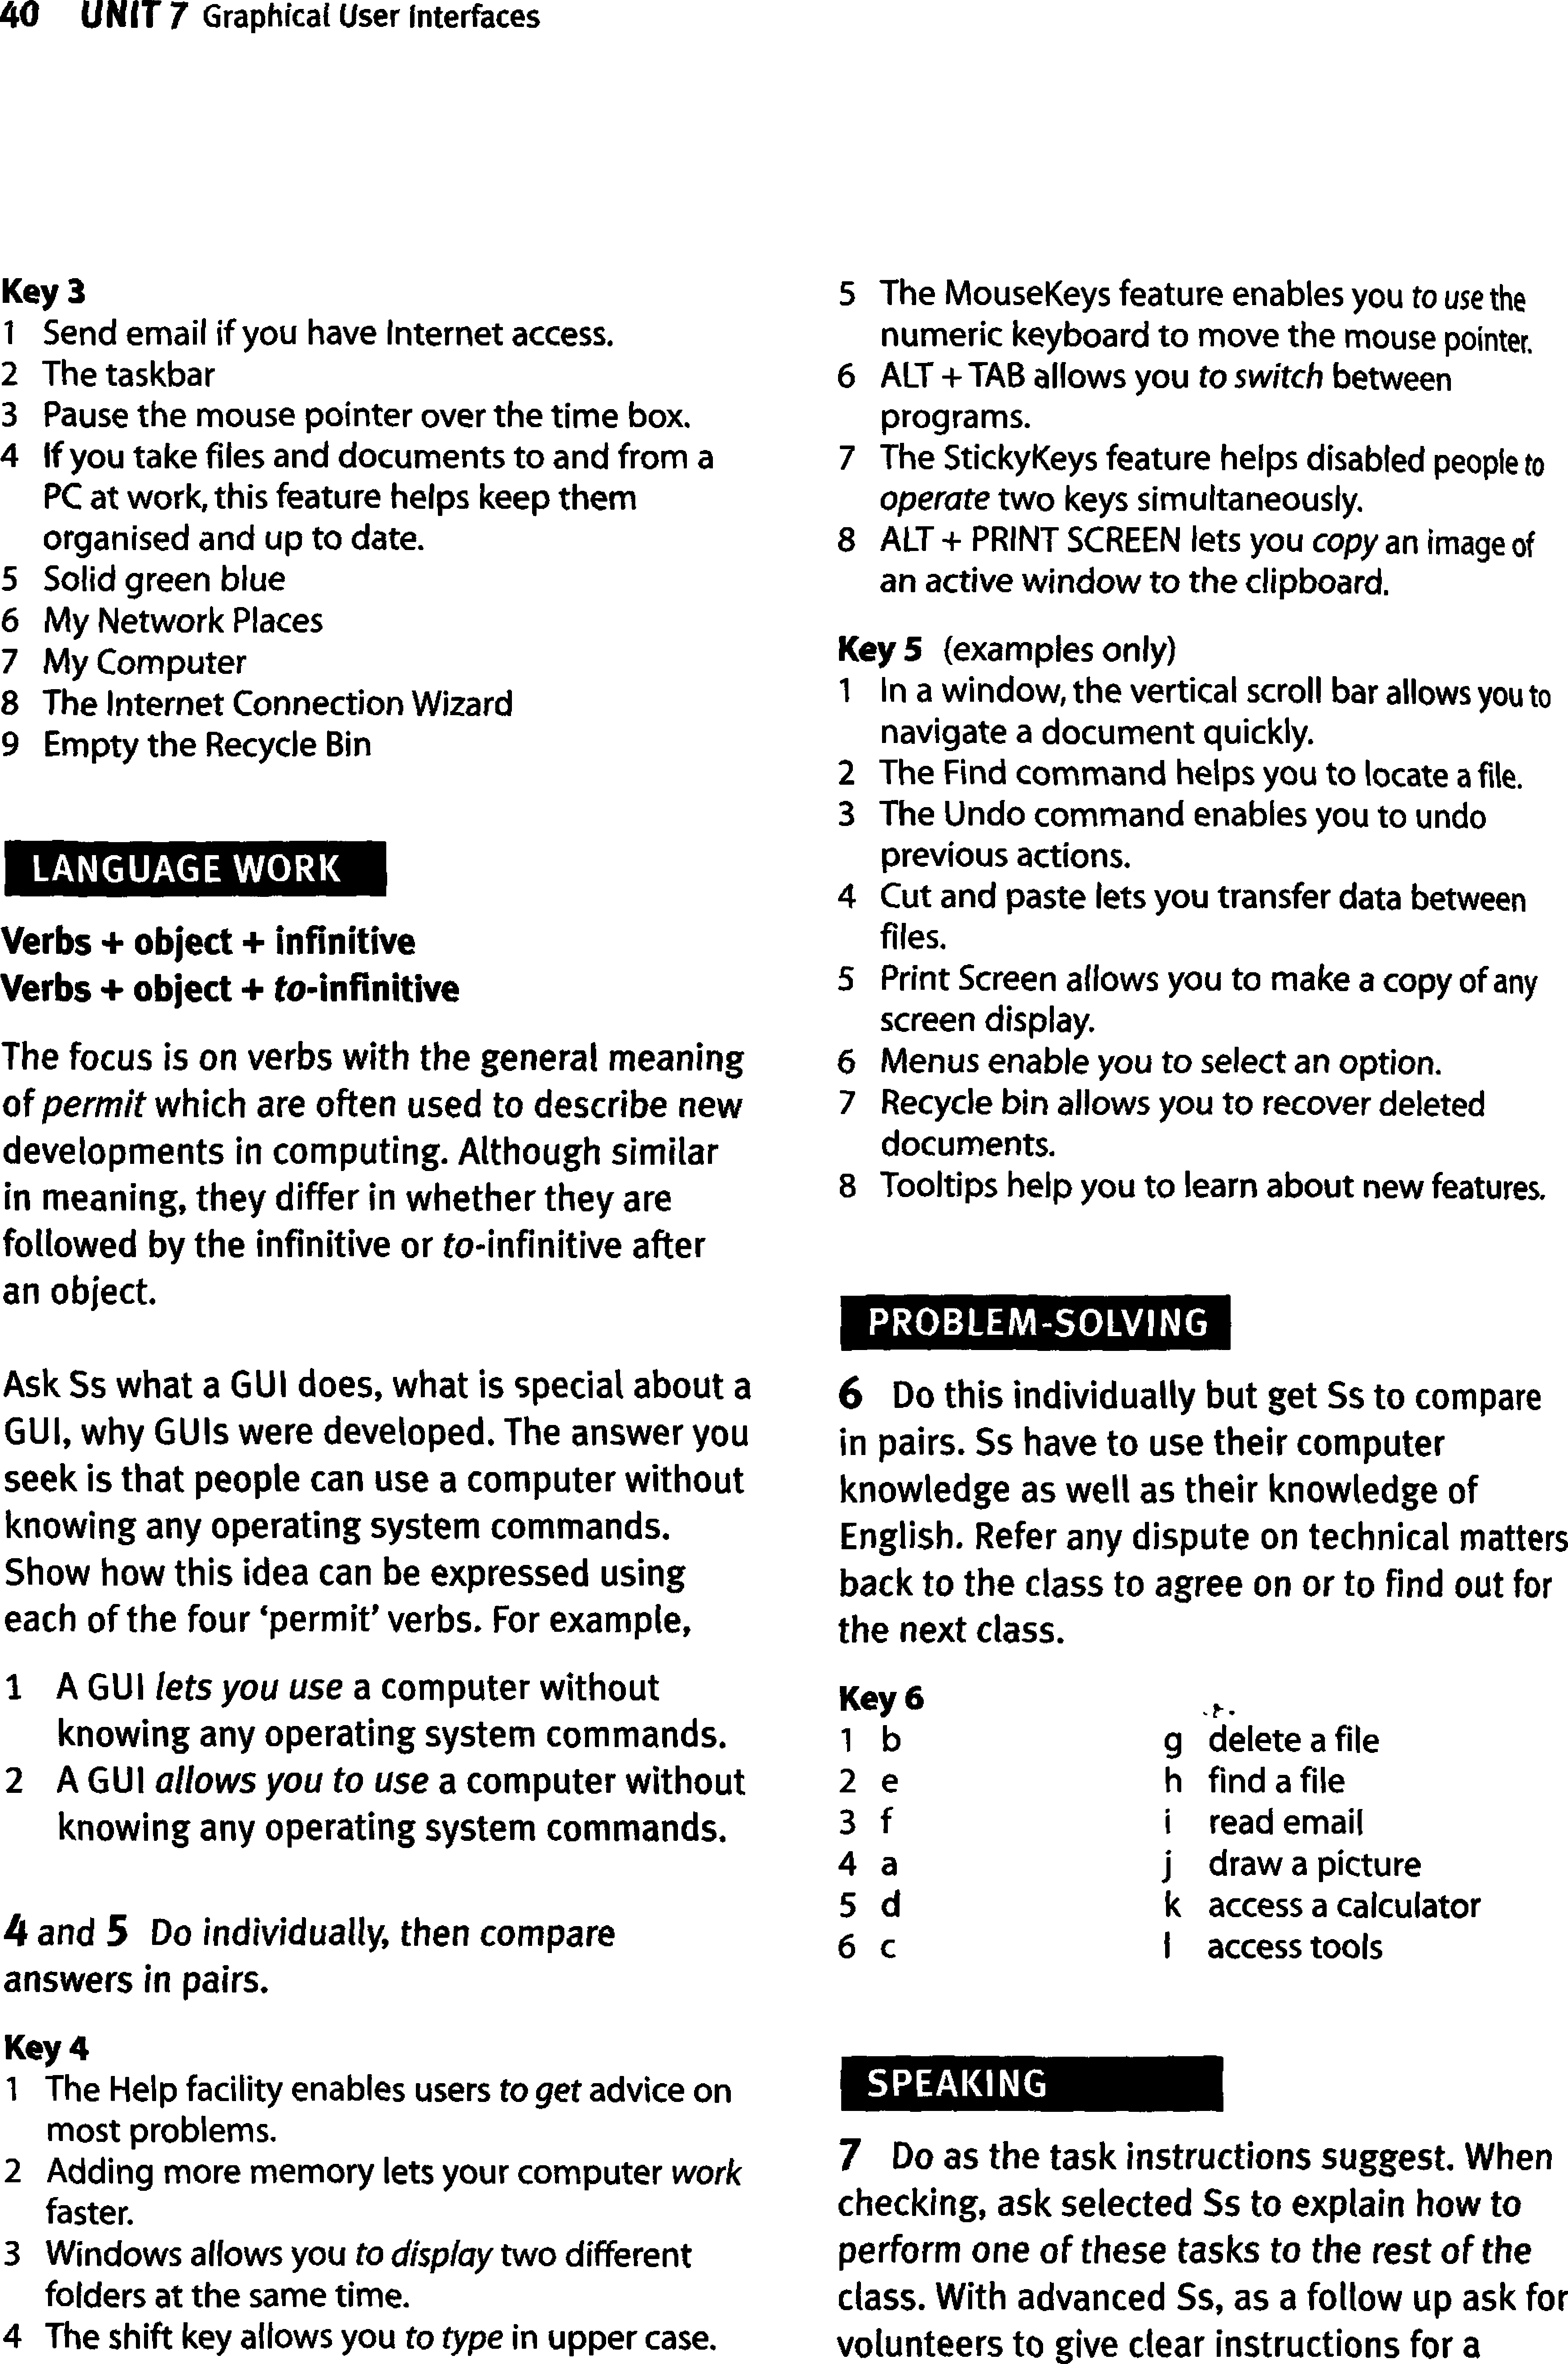 40 UNIT 7 Graphical User Interfaces
Key 3
1 Send email if you have Internet access.
2 The taskbar
3 Pause the mouse pointer over the time box.
4 If you take files and documents to and from a
PC at work, this feature helps keep them
organised and up to date.
5 Solid green blue
6 My Network Places
7 My Computer
8 The Internet Connection Wizard
9 Empty the Recycle Bin
LANGUAGE WORK
Verbs + object + infinitive
Verbs + object + to-infinitive
The focus is on verbs with the general meaning
of permit which are often used to describe new
developments in computing. Although similar
in meaning, they differ in whether they are
followed by the infinitive or to-infinitive after
an object.
Ask Ss what a GUI does, what is special about a
GUI, why GUIs were developed. The answer you
seek is that people can use a computer without
knowing any operating system commands.
Show how this idea can be expressed using
each of the four ‘permit’ verbs. For example,
1 A GUI lets you use a computer without
knowing any operating system commands.
2 A GUI allows you to use a computer without
knowing any operating system commands.
4 and 5 Do individually, then compare
answers in pairs.
Key 4
1 The Help facility enables users to get advice on
most problems.
2 Adding more memory lets your computer work
faster.
3 Windows allows you to display two different
folders at the same time.
4 The shift key allows you to type in upper case.
5 The MouseKeys feature enables you to use the
numeric keyboard to move the mouse pointer.
6 ALT + TAB allows you to switch between
programs.
7 The StickyKeys feature helps disabled people to
operate two keys simultaneously.
8 ALT + PRINT SCREEN lets you copy an image of
an active window to the clipboard.
Key 5 (examples only)
1 In a window, the vertical scroll bar allows you to
navigate a document quickly.
2 The Find command helps you to locate a file.
3 The Undo command enables you to undo
previous actions.
4 Cut and paste lets you transfer data between
files.
5 Print Screen allows you to make a copy of any
screen display.
6 Menus enable you to select an option.
7 Recycle bin allows you to recover deleted
documents.
8 Tooltips help you to learn about new features.
PROBLEM-SOLVING
6 Do this individually but get Ss to compare
in pairs. Ss have to use their computer
knowledge as well as their knowledge of
English. Refer any dispute on technical matters
back to the class to agree on or to find out for
the next class.
Key 6
1 b g delete a file
2 e h find a file
3 f i read email
4 a j draw a picture
5 d k access a calculator
6 c l access tools
SPEAKING
7 Do as the task instructions suggest. When
checking, ask selected Ss to explain how to
perform one of these tasks to the rest of the
class. With advanced Ss, as a follow up ask for
volunteers to give clear instructions for a